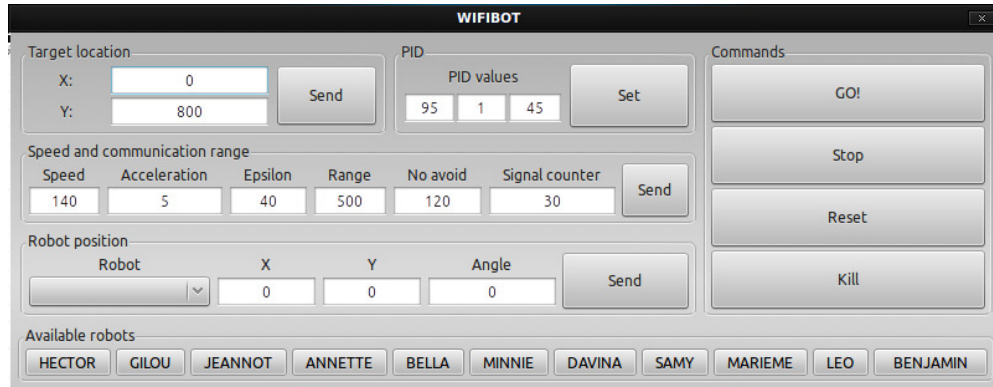 WIFIBOT
Target location
X: 0
Y: 800
Send
PID
PID values
95 1 45
Set
Commands
GO!
Stop
Reset
Kill
Speed and communication range
Speed Acceleration Epsilon Range No avoid Signal counter
140 5 40 500 120 30
Send
Robot position
Robot X Y Angle
0 0 0
Send
Available robots
HECTOR GILOU JEANNOT ANNETTE BELLA MINNIE DAVINA SAMY MARIEME LEO BENJAMIN